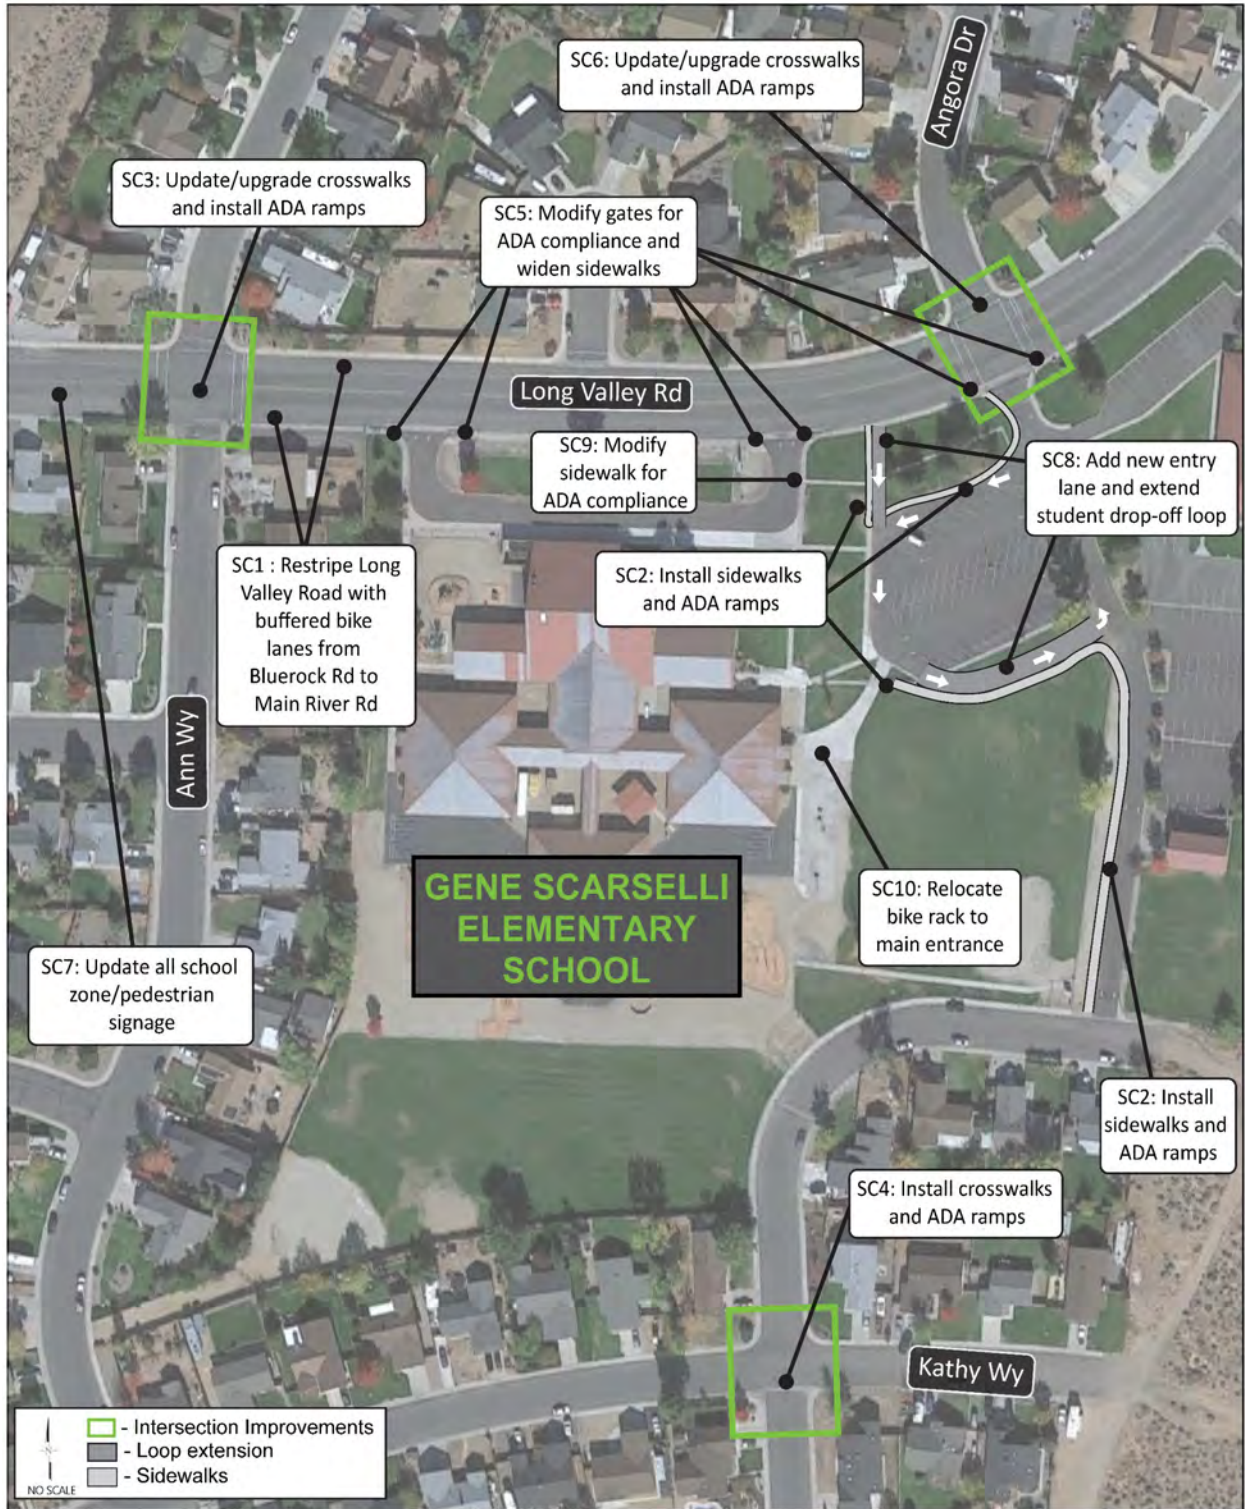 SC6: Update/upgrade crosswalks
and install ADA ramps
Angora Dr
SC3: Update/upgrade crosswalks
and install ADA ramps
SC5: Modify gates for
ADA compliance and
widen sidewalks
Long Valley Rd
SC9: Modify
sidewalk for
ADA compliance
SC8: Add new entry
lane and extend
student drop-off loop
SC1 : Restripe Long
Valley Road with
buffered bike
lanes from
Bluerock Rd to
Main River Rd
SC2: Install sidewalks
and ADA ramps
Ann Wy
GENE SCARSELLI
ELEMENTARY
SCHOOL
SC10: Relocate
bike rack to
main entrance
SC7: Update all school
zone/pedestrian
signage
SC2: Install
sidewalks and
ADA ramps
SC4: Install crosswalks
and ADA ramps
Kathy Wy
N
NO SCALE
- Intersection Improvements
- Loop extension
- Sidewalks